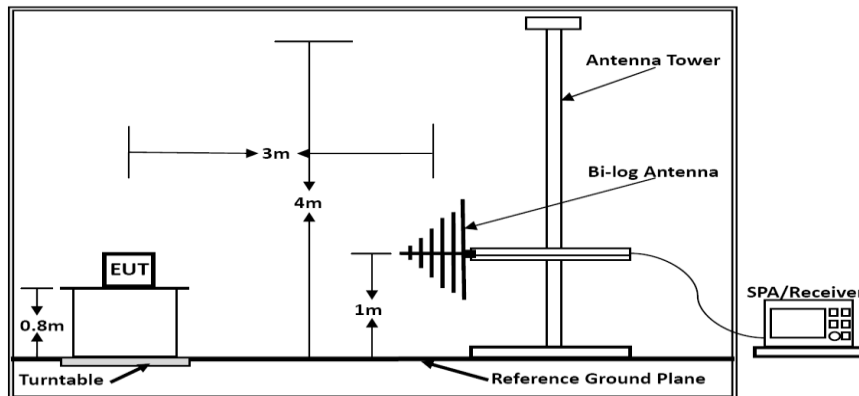 Antenna Tower
3m
Bi-log Antenna
4m
EUT
1m
0.8m
SPA/Receiver
Turntable
Reference Ground Plane